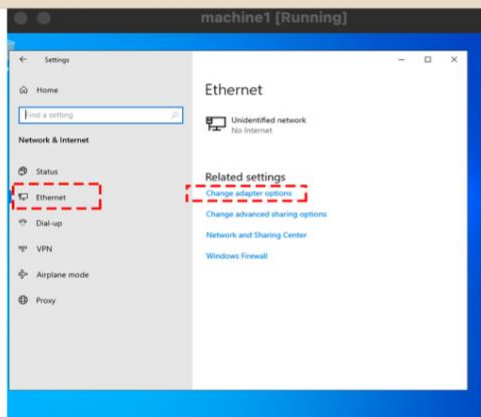 machine1 [Running]
Settings
Home
Find a setting
Network & Internet
Status
Ethernet
Dial-up
VPN
Airplane mode
Proxy
Ethernet
Unidentified network
No Internet
Related settings
Change adapter options
Change advanced sharing options
Network and Sharing Center
Windows Firewall